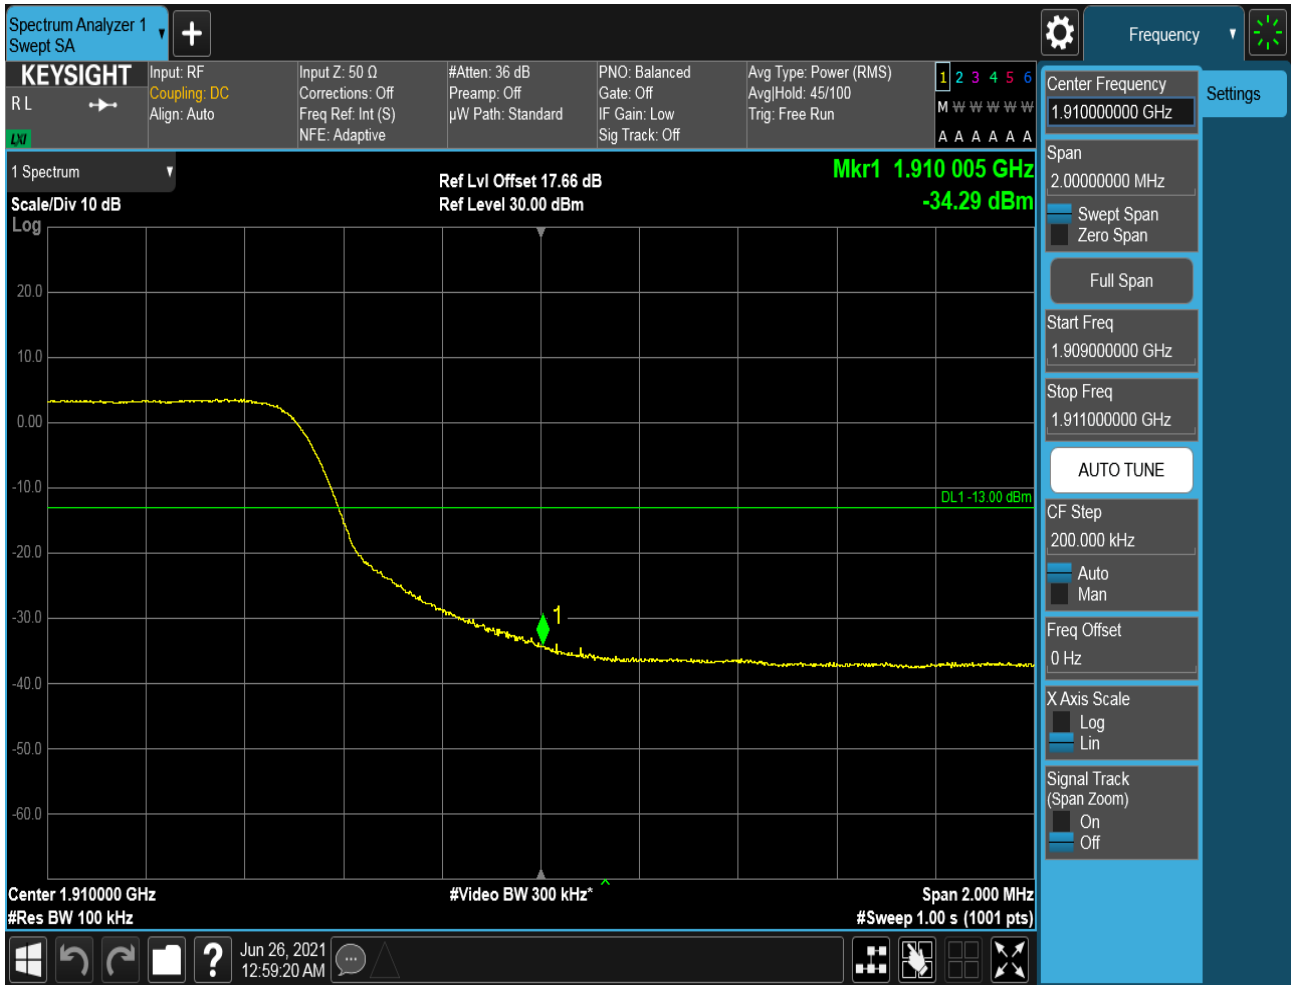 Spectrum Analyzer 1
Swept SA
Frequency
KEYSIGHT
R L
LXI
Input: RF
Coupling: DC
Align: Auto
Input Z: 50 Ω
Corrections: Off
Freq Ref: Int (S)
NFE: Adaptive
#Atten: 36 dB
Preamp: Off
µW Path: Standard
PNO: Balanced
Gate: Off
IF Gain: Low
Sig Track: Off
Avg Type: Power (RMS)
Avg|Hold: 45/100
Trig: Free Run
1 2 3 4 5 6
M W W W W W
A A A A A A
1 Spectrum
Scale/Div 10 dB
Log
Ref Lvl Offset 17.66 dB
Ref Level 30.00 dBm
Mkr1 1.910 005 GHz
-34.29 dBm
20.0
10.0
0.00
-10.0
-20.0
-30.0
-40.0
-50.0
-60.0
DL1 -13.00 dBm
1
Center 1.910000 GHz
#Res BW 100 kHz
#Video BW 300 kHz*
Span 2.000 MHz
#Sweep 1.00 s (1001 pts)
Center Frequency
1.910000000 GHz
Settings
Span
2.00000000 MHz
Swept Span
Zero Span
Full Span
Start Freq
1.909000000 GHz
Stop Freq
1.911000000 GHz
AUTO TUNE
CF Step
200.000 kHz
Auto
Man
Freq Offset
0 Hz
X Axis Scale
Log
Lin
Signal Track
(Span Zoom)
On
Off
?
Jun 26, 2021
12:59:20 AM